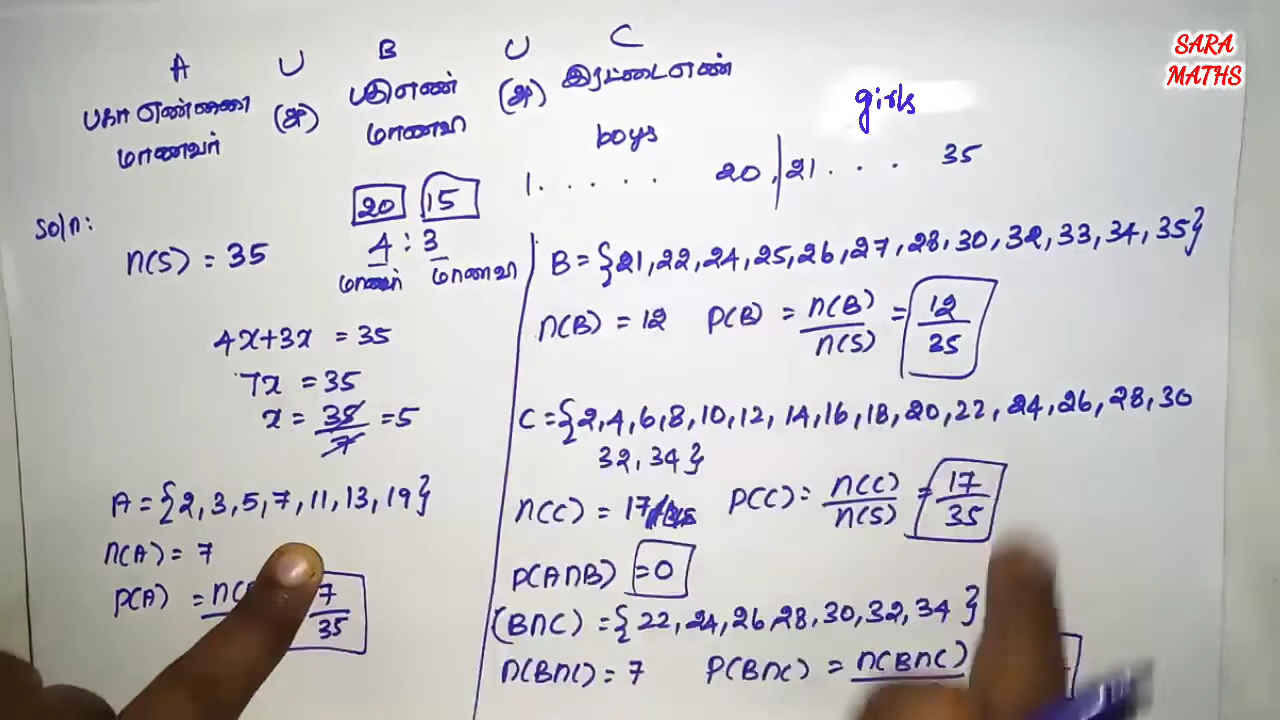 SARA
MATHS
A U B U C
பகா எண்ணை (அ) பகுஎண் (அ) இரட்டைஎண்
மாணவர் மாணவி
boys girls
1 . . . . . 20, 21 . . . 35
Soln:
n(S) = 35
20 15
4 : 3
மாணவர் மாணவி
4x+3x = 35
7x = 35
x = 35/7 = 5
A = {2, 3, 5, 7, 11, 13, 19}
n(A) = 7
P(A) = 7/35
B = {21, 22, 24, 25, 26, 27, 28, 30, 32, 33, 34, 35}
n(B) = 12 P(B) = n(B)/n(S) = 12/35
C = {2, 4, 6, 8, 10, 12, 14, 16, 18, 20, 22, 24, 26, 28, 30
32, 34}
n(C) = 17 P(C) = n(C)/n(S) = 17/35
P(A∩B) = 0
(B∩C) = {22, 24, 26, 28, 30, 32, 34}
n(B∩C) = 7 P(B∩C) = n(B∩C)